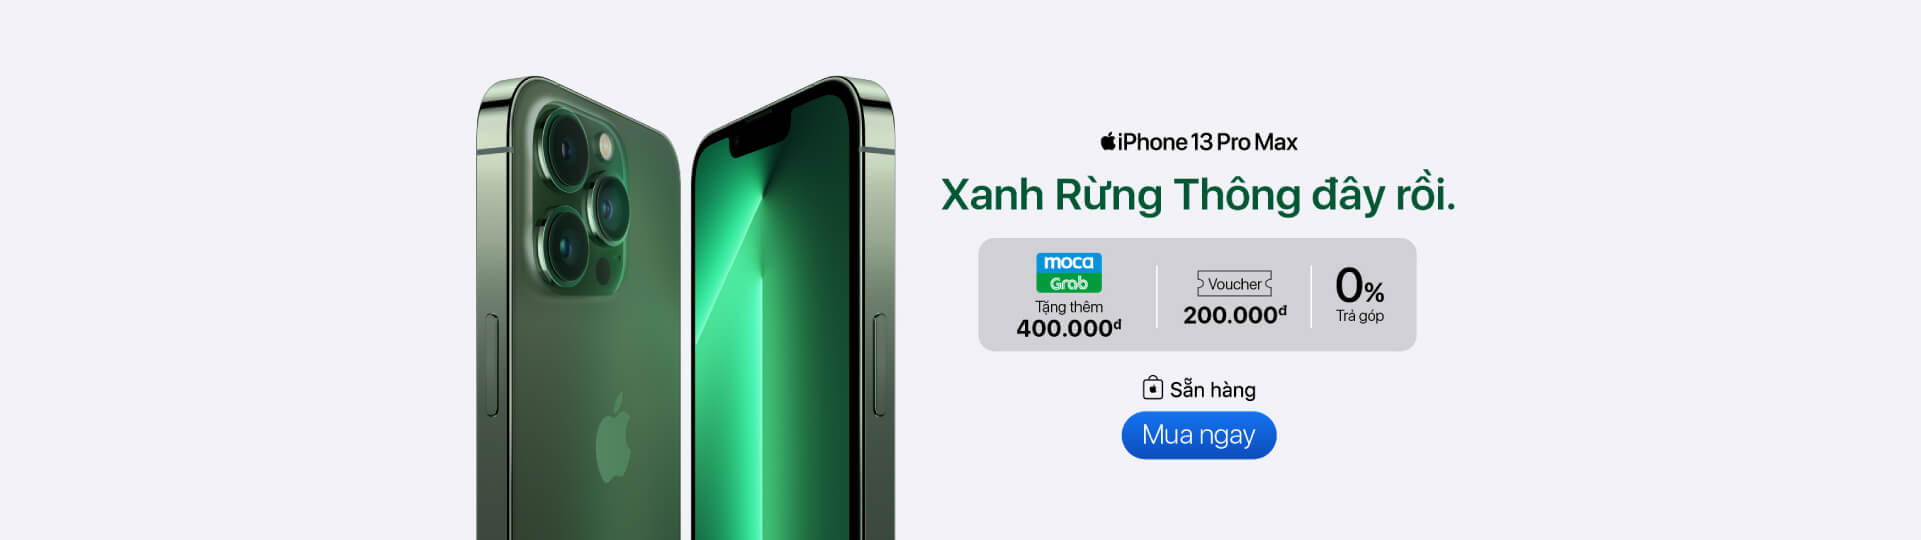 iPhone 13 Pro Max
Xanh Rừng Thông đây rồi.
moca
Grab
Tặng thêm
400.000đ
Voucher
200.000đ
0%
Trả góp
Sẵn hàng
Mua ngay